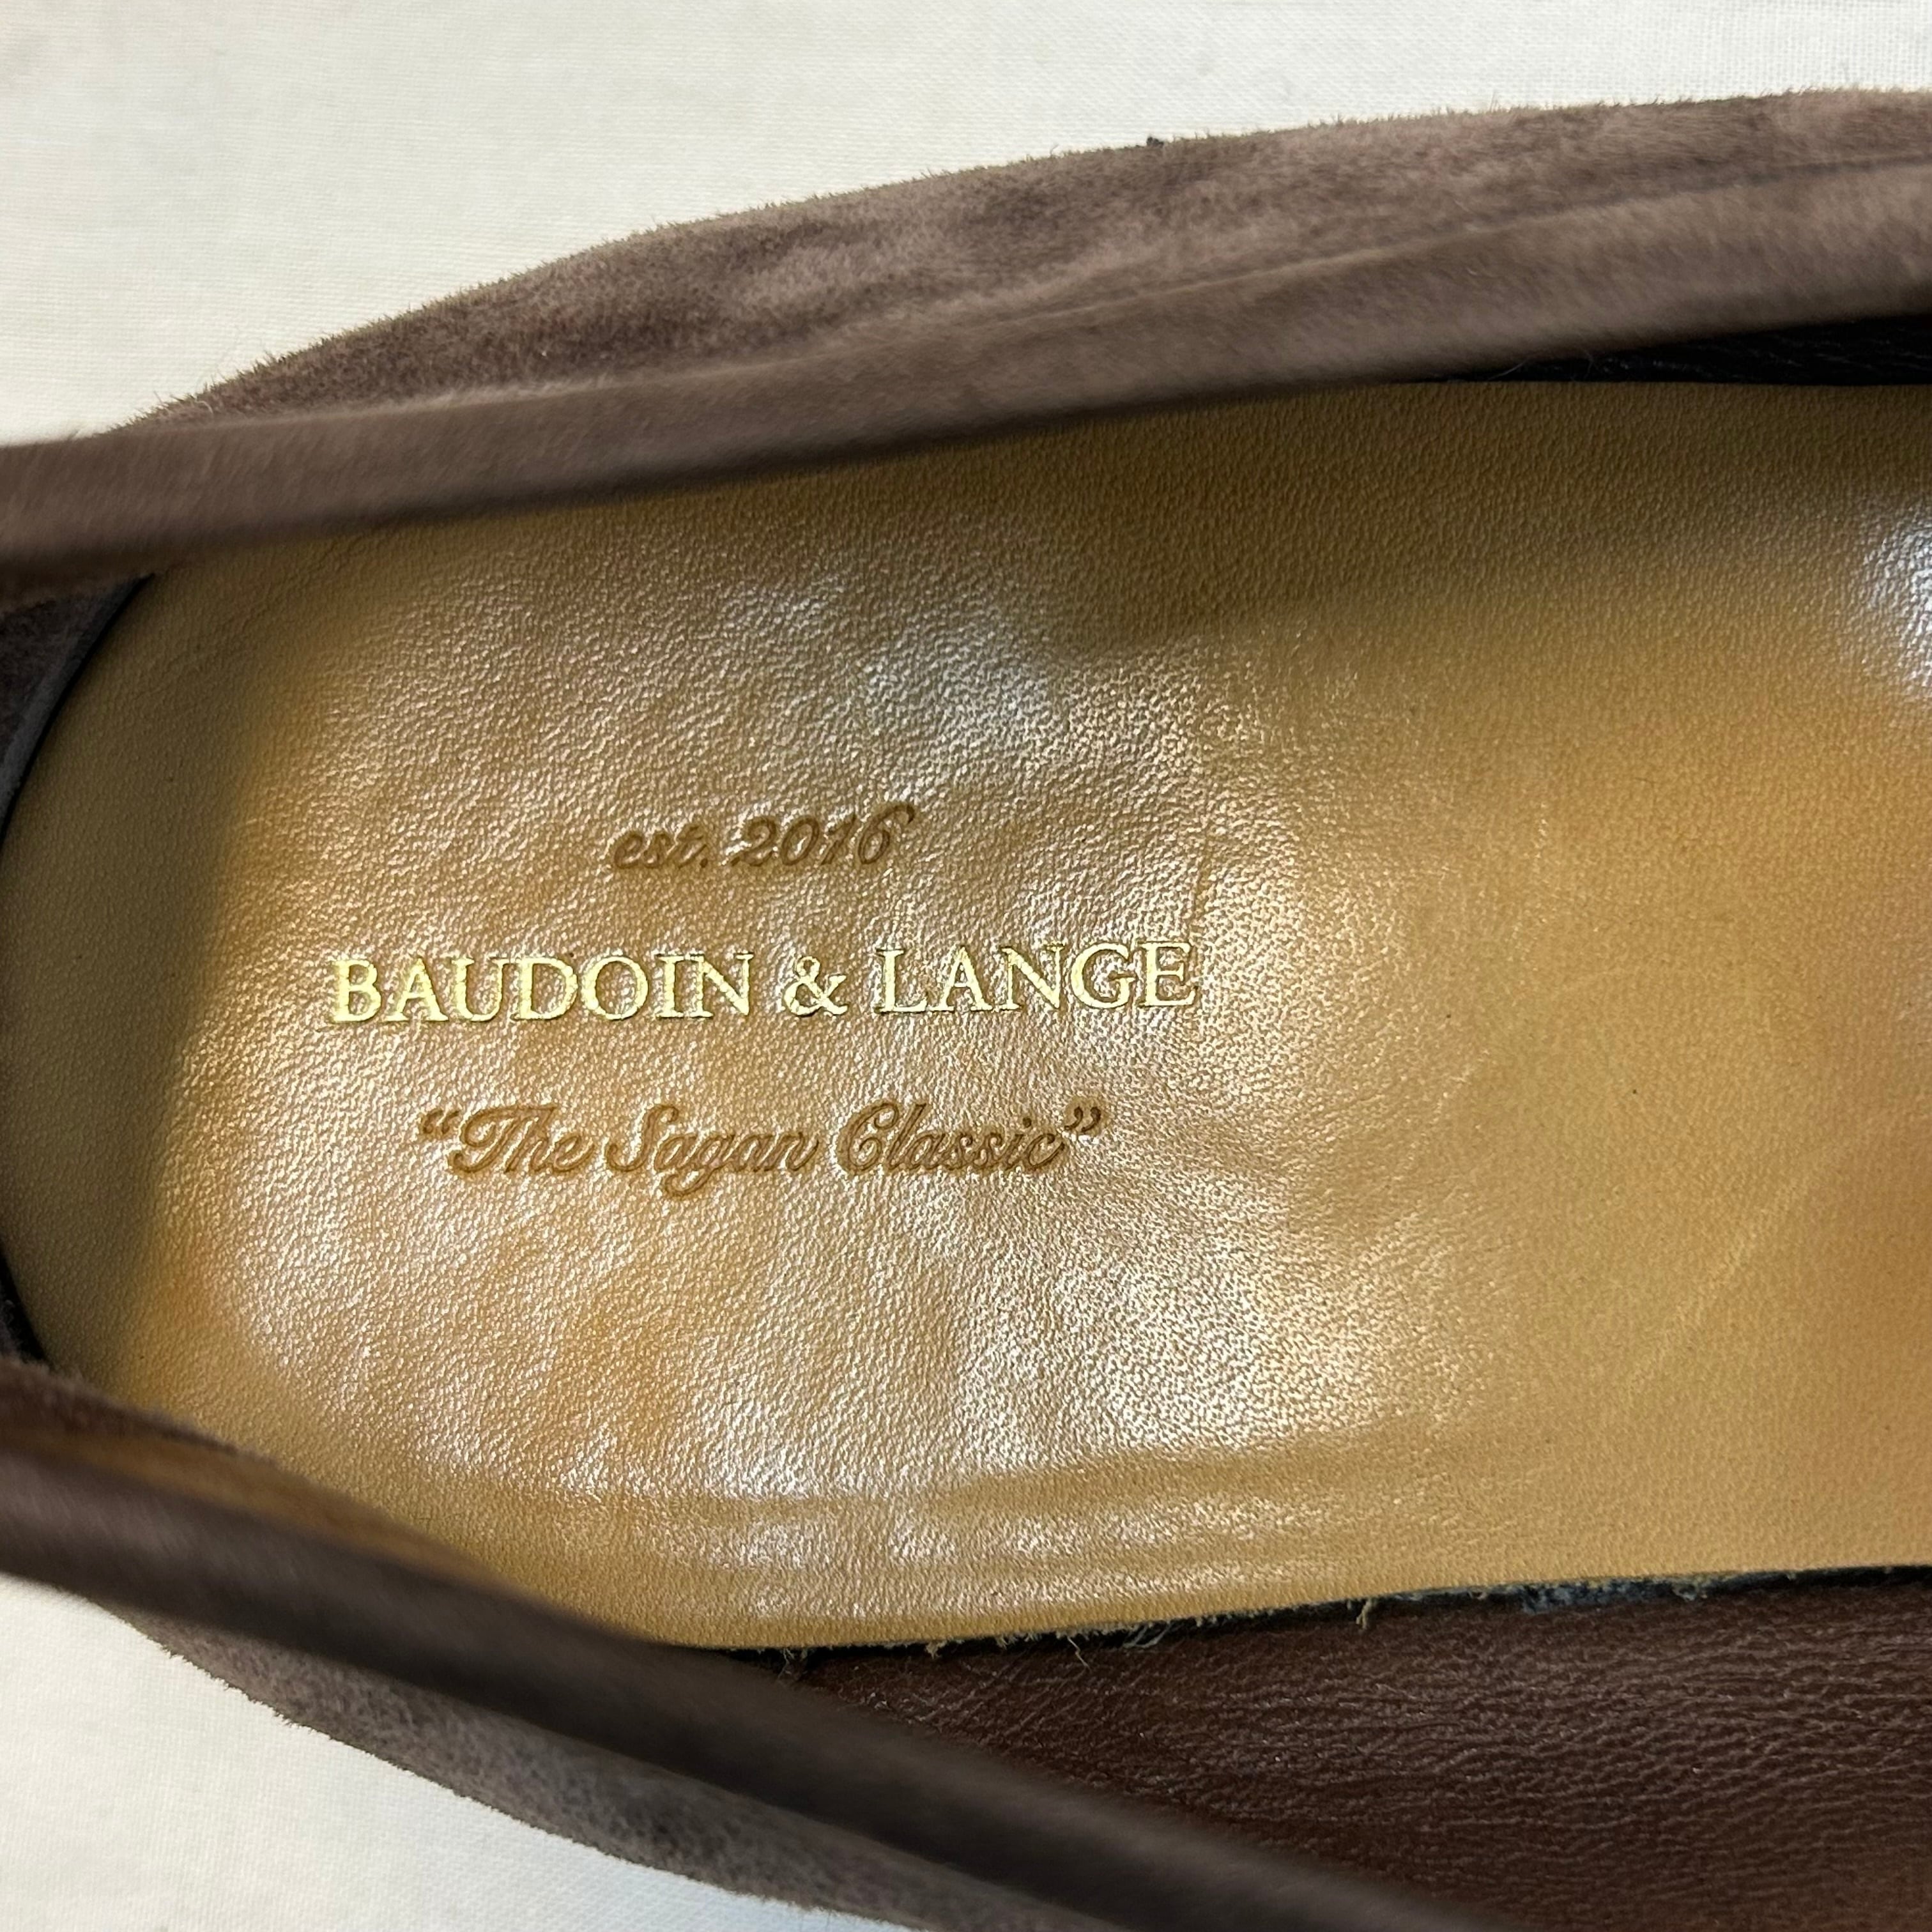 est. 2016
BAUDOIN & LANGE
“The Sagan Classic”